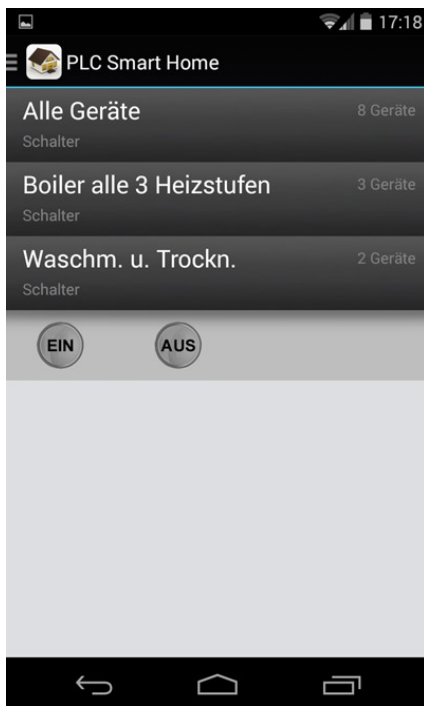 17:18
PLC Smart Home
Alle Geräte 8 Geräte
Schalter
Boiler alle 3 Heizstufen 3 Geräte
Schalter
Waschm. u. Trockn. 2 Geräte
Schalter
EIN AUS